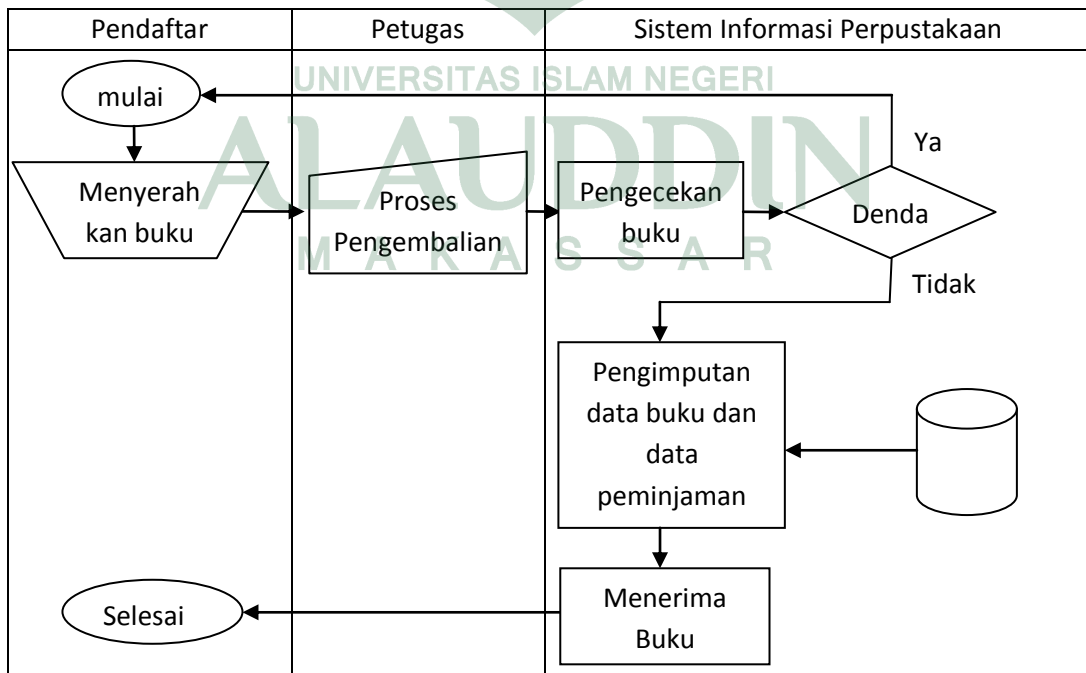 Pendaftar
Petugas
Sistem Informasi Perpustakaan
UNIVERSITAS ISLAM NEGERI
ALAUDDIN
MAKASSAR
mulai
Ya
Menyerah
kan buku
Proses
Pengembalian
Pengecekan
buku
Denda
Tidak
Pengimputan
data buku dan
data
peminjaman
Menerima
Buku
Selesai